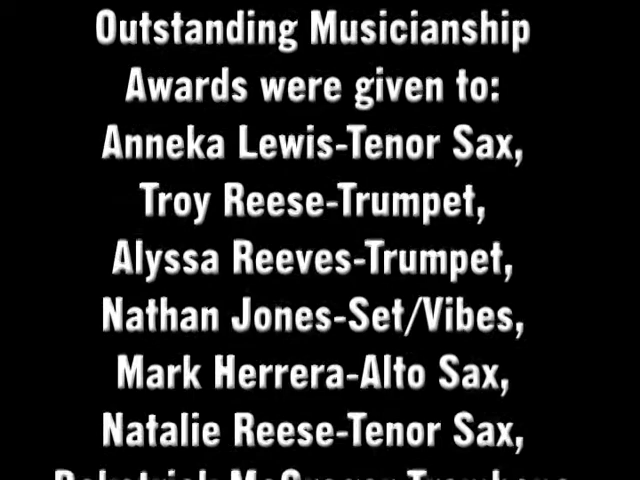 Outstanding Musicianship
Awards were given to:
Anneka Lewis-Tenor Sax,
Troy Reese-Trumpet,
Alyssa Reeves-Trumpet,
Nathan Jones-Set/Vibes,
Mark Herrera-Alto Sax,
Natalie Reese-Tenor Sax,